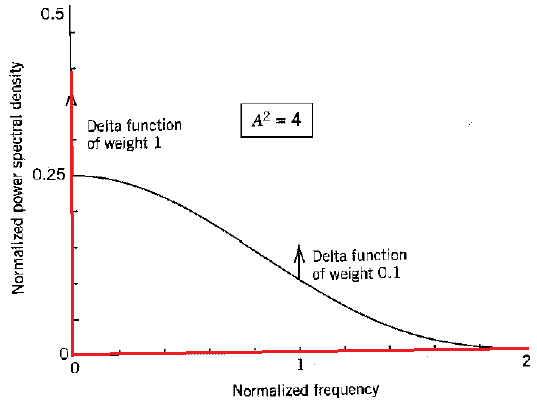 0.5
Delta function
of weight 1
A² = 4
0.25
Delta function
of weight 0.1
0
0
1
2
Normalized power spectral density
Normalized frequency